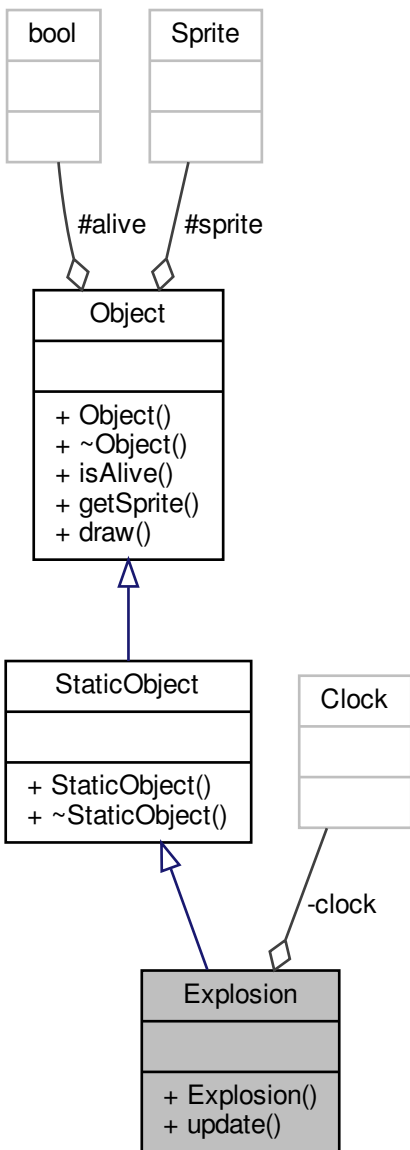 bool
Sprite
#alive
#sprite
Object
+ Object()
+ ~Object()
+ isAlive()
+ getSprite()
+ draw()
StaticObject
+ StaticObject()
+ ~StaticObject()
Clock
-clock
Explosion
+ Explosion()
+ update()